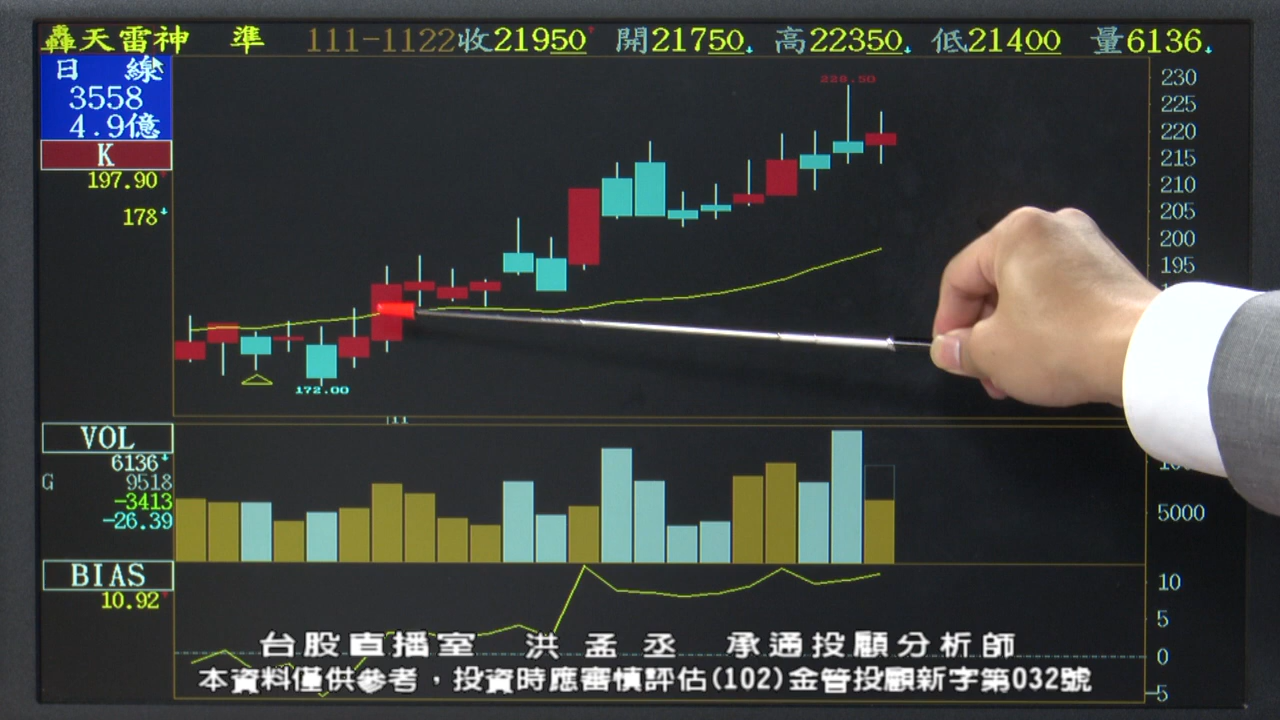 轟天雷神 準 111-1122收21950 開21750 高22350 低21400 量6136
日 線
3558
4.9億
K
197.90
178
228.50
172.00
230
225
220
215
210
205
200
195
11
VOL
6136
G 9518
-3413
-26.39
5000
BIAS
10.92
10
5
0
-5
台股直播室 洪孟丞 承通投顧分析師
本資料僅供參考，投資時應審慎評估(102)金管投顧新字第032號